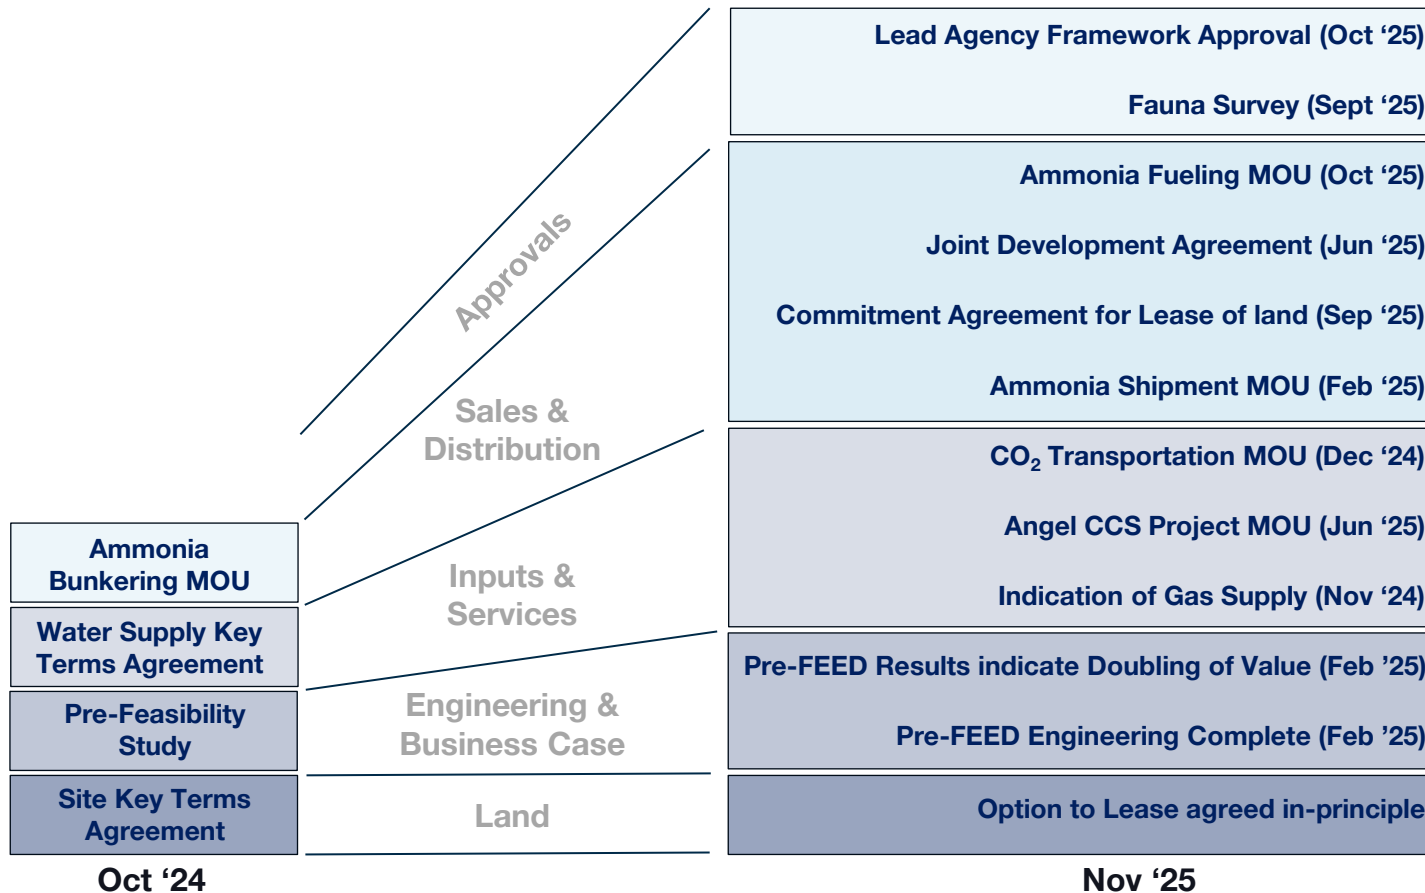 Ammonia
Bunkering MOU
Water Supply Key
Terms Agreement
Pre-Feasibility
Study
Site Key Terms
Agreement
Oct ‘24
Approvals
Sales &
Distribution
Inputs &
Services
Engineering &
Business Case
Land
Lead Agency Framework Approval (Oct ‘25)
Fauna Survey (Sept ‘25)
Ammonia Fueling MOU (Oct ‘25)
Joint Development Agreement (Jun ‘25)
Commitment Agreement for Lease of land (Sep ‘25)
Ammonia Shipment MOU (Feb ‘25)
CO₂ Transportation MOU (Dec ‘24)
Angel CCS Project MOU (Jun ‘25)
Indication of Gas Supply (Nov ‘24)
Pre-FEED Results indicate Doubling of Value (Feb ’25)
Pre-FEED Engineering Complete (Feb ’25)
Option to Lease agreed in-principle
Nov ‘25